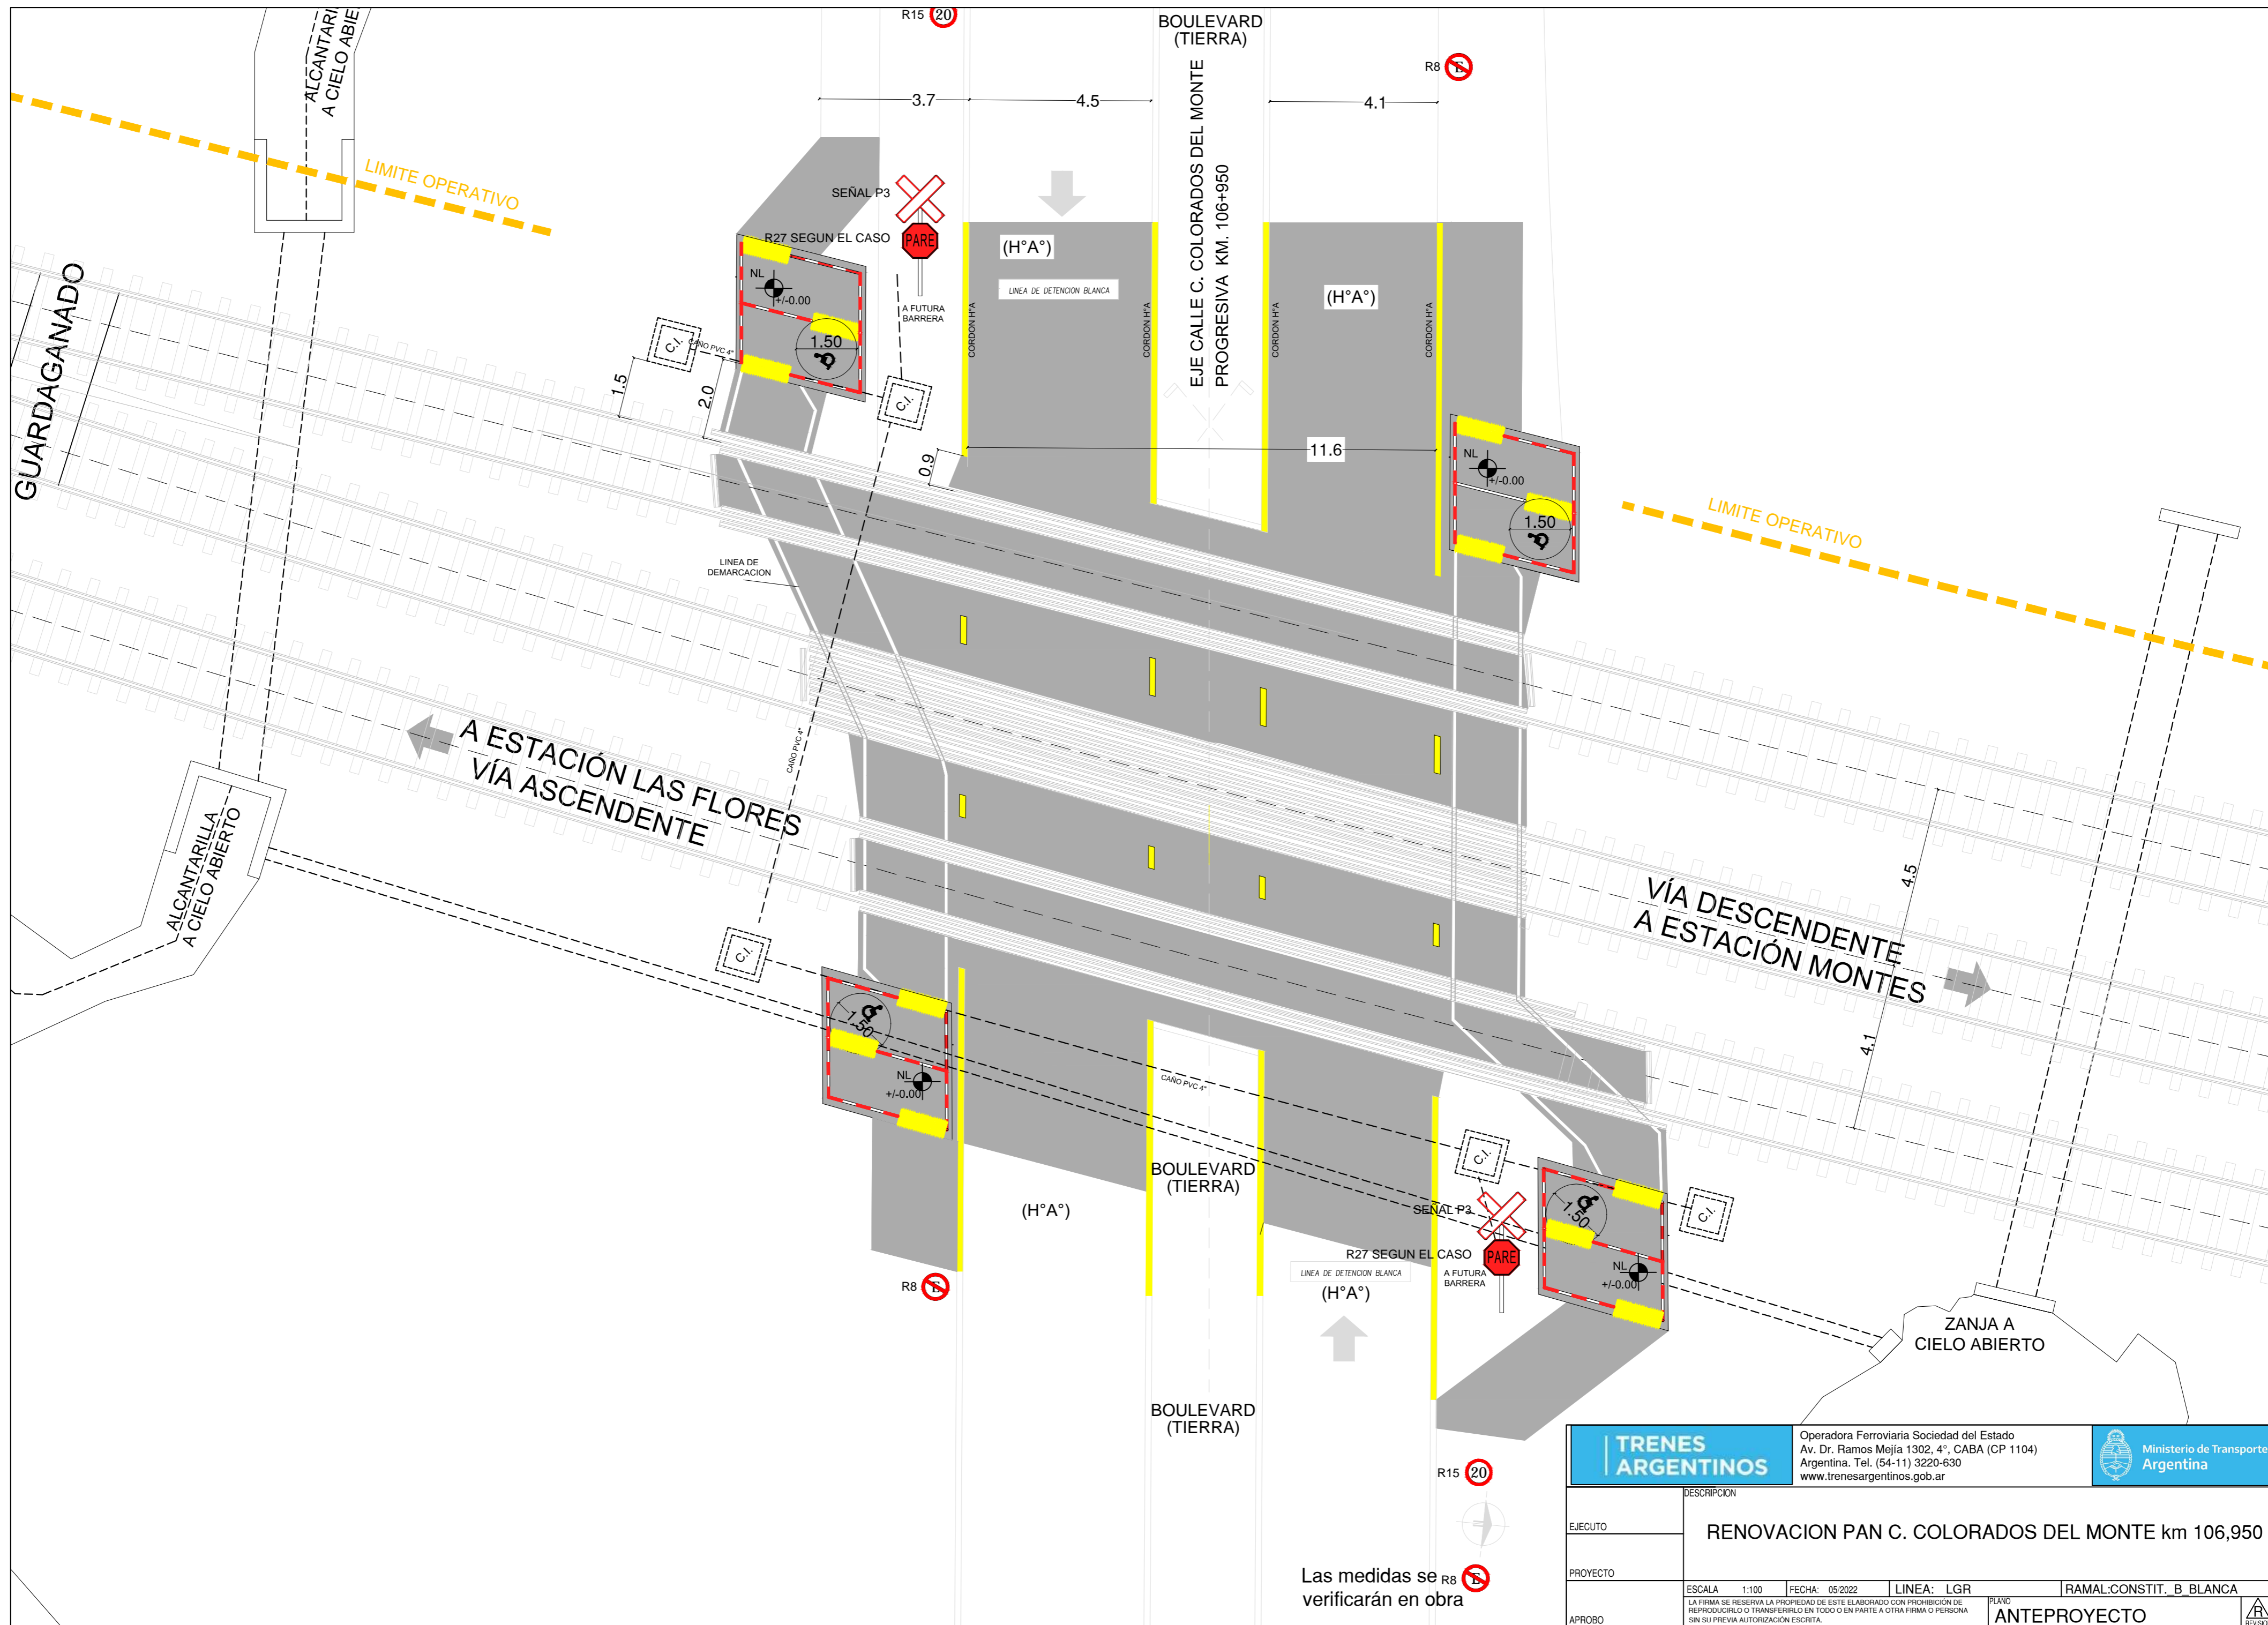 R15 20
BOULEVARD
(TIERRA)
R8 E
ALCANTARI
A CIELO ABIE
3.7
4.5
4.1
EJE CALLE C. COLORADOS DEL MONTE
PROGRESIVA KM. 106+950
LIMITE OPERATIVO
SEÑAL P3
R27 SEGUN EL CASO
PARE
A FUTURA
BARRERA
(H°A°)
LINEA DE DETENCION BLANCA
(H°A°)
CORDON H°A
CORDON H°A
CORDON H°A
CORDON H°A
NL
+/-0.00
1.50
C.I.
CAÑO PVC 4"
C.I.
GUARDAGANADO
1.5
2.0
0.9
11.6
NL
+/-0.00
1.50
LIMITE OPERATIVO
LINEA DE
DEMARCACION
CAÑO PVC 4"
A ESTACIÓN LAS FLORES
VÍA ASCENDENTE
ALCANTARILLA
A CIELO ABIERTO
VÍA DESCENDENTE
A ESTACIÓN MONTES
4.5
4.1
C.I.
1.50
NL
+/-0.00
CAÑO PVC 4"
C.I.
BOULEVARD
(TIERRA)
(H°A°)
SEÑAL P3
R27 SEGUN EL CASO
PARE
A FUTURA
BARRERA
1.50
NL
+/-0.00
C.I.
R8 E
LINEA DE DETENCION BLANCA
(H°A°)
ZANJA A
CIELO ABIERTO
BOULEVARD
(TIERRA)
R15 20
Las medidas se
verificarán en obra
R8 E
TRENES
ARGENTINOS
Operadora Ferroviaria Sociedad del Estado
Av. Dr. Ramos Mejía 1302, 4°, CABA (CP 1104)
Argentina. Tel. (54-11) 3220-630
www.trenesargentinos.gob.ar
Ministerio de Transporte
Argentina
DESCRIPCION
EJECUTO
RENOVACION PAN C. COLORADOS DEL MONTE km 106,950
PROYECTO
ESCALA 1:100
FECHA: 05/2022
LINEA: LGR
RAMAL:CONSTIT._B_BLANCA
APROBO
LA FIRMA SE RESERVA LA PROPIEDAD DE ESTE ELABORADO CON PROHIBICIÓN DE
REPRODUCIRLO O TRANSFERIRLO EN TODO O EN PARTE A OTRA FIRMA O PERSONA
SIN SU PREVIA AUTORIZACIÓN ESCRITA.
PLANO
ANTEPROYECTO
R
REVISION